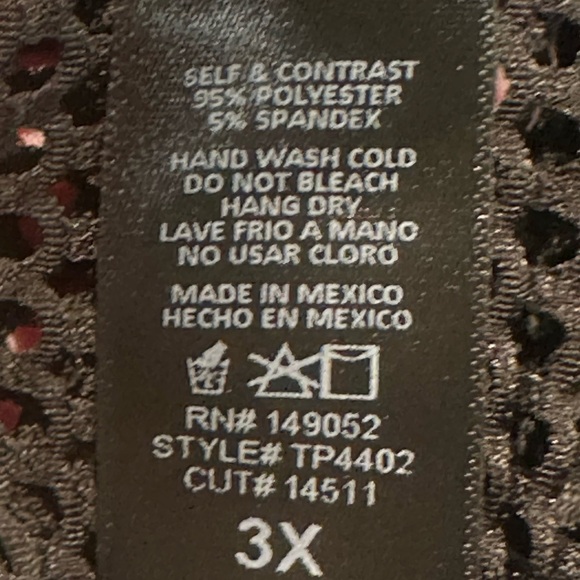 SELF & CONTRAST
95% POLYESTER
5% SPANDEX
HAND WASH COLD
DO NOT BLEACH
HANG DRY
LAVE FRIO A MANO
NO USAR CLORO
MADE IN MEXICO
HECHO EN MEXICO
RN# 149052
STYLE# TP4402
CUT# 14511
3X